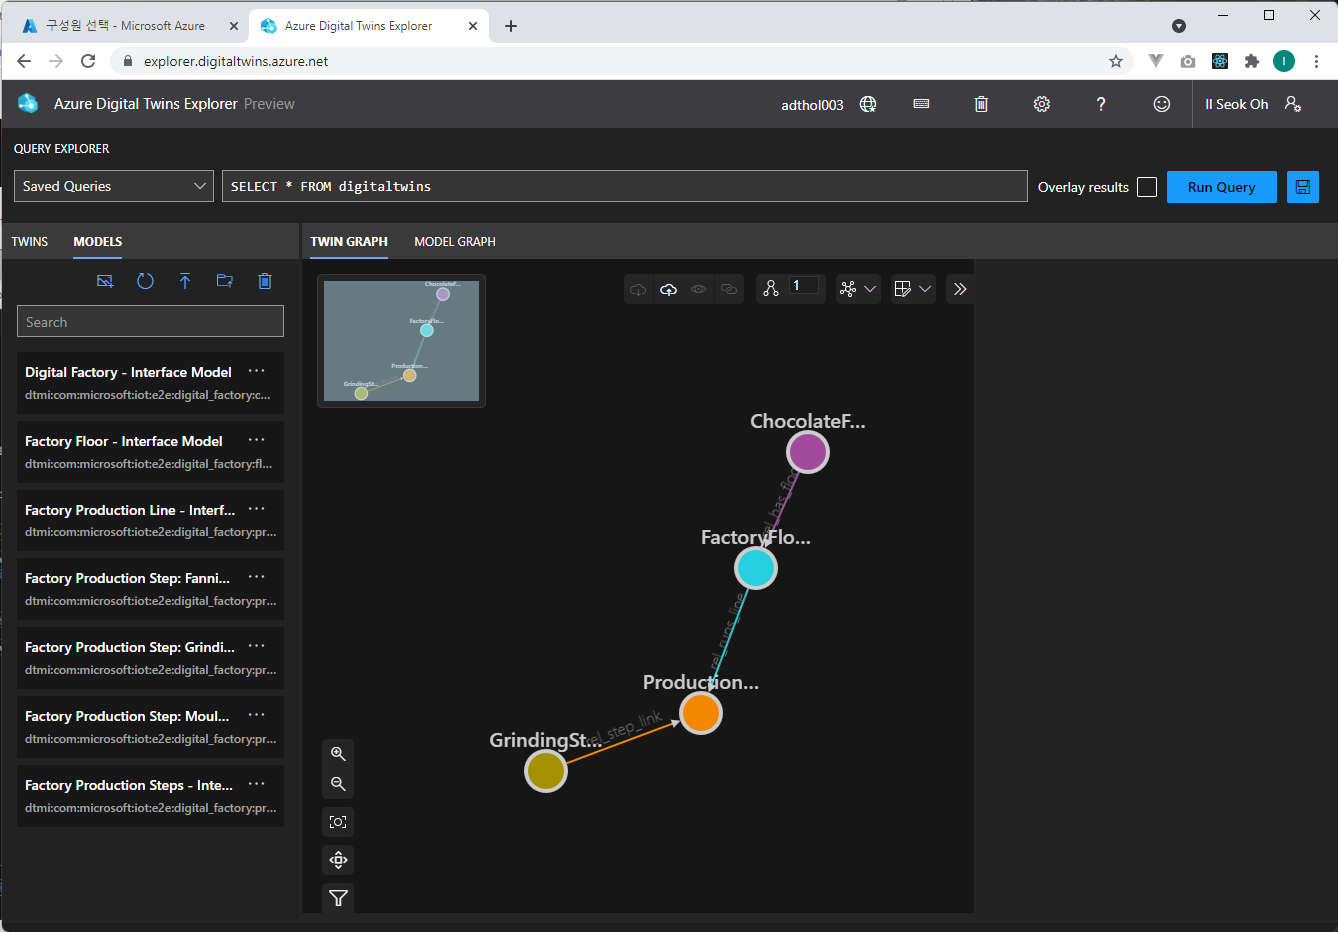 구성원 선택 - Microsoft Azure
Azure Digital Twins Explorer
explorer.digitaltwins.azure.net
I
Azure Digital Twins Explorer Preview
adthol003
?
Il Seok Oh
QUERY EXPLORER
Saved Queries
SELECT * FROM digitaltwins
Overlay results
Run Query
TWINS
MODELS
TWIN GRAPH
MODEL GRAPH
1
Search
Digital Factory - Interface Model ...
dtmi:com:microsoft:iot:e2e:digital_factory:c...
Factory Floor - Interface Model ...
dtmi:com:microsoft:iot:e2e:digital_factory:fl...
Factory Production Line - Interf... ...
dtmi:com:microsoft:iot:e2e:digital_factory:pr...
Factory Production Step: Fanni... ...
dtmi:com:microsoft:iot:e2e:digital_factory:pr...
Factory Production Step: Grindi... ...
dtmi:com:microsoft:iot:e2e:digital_factory:pr...
Factory Production Step: Moul... ...
dtmi:com:microsoft:iot:e2e:digital_factory:pr...
Factory Production Steps - Inte... ...
dtmi:com:microsoft:iot:e2e:digital_factory:pr...
ChocolateF...
FactoryFlo...
Production...
GrindingSt...
ChocolateF...
rel_has_floo
FactoryFlo...
rel_runs_line
Production...
rel_step_link
GrindingSt...